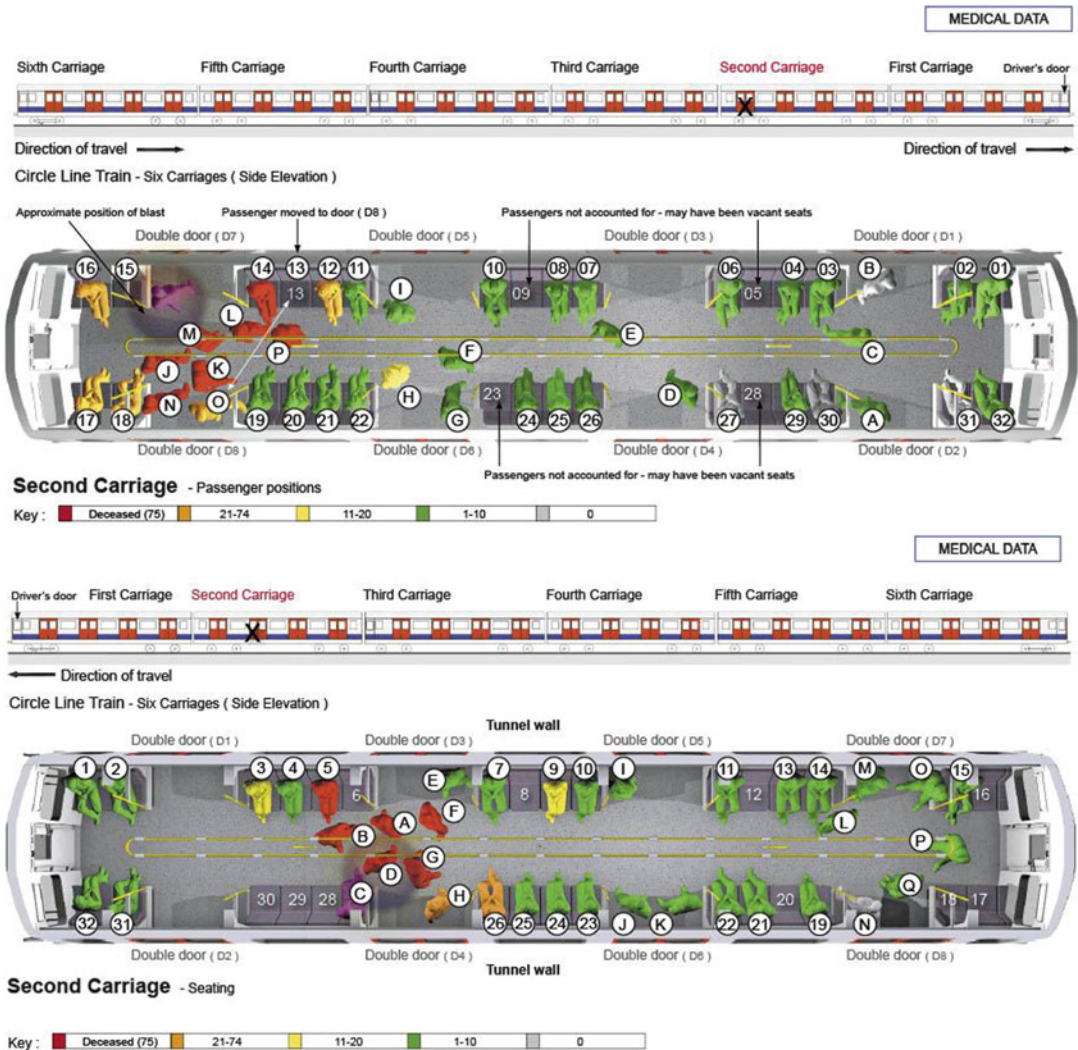 MEDICAL DATA
Sixth Carriage Fifth Carriage Fourth Carriage Third Carriage Second Carriage First Carriage Driver's door
X
Direction of travel Direction of travel
Circle Line Train - Six Carriages ( Side Elevation )
Approximate position of blast Passenger moved to door ( D8 ) Passengers not accounted for - may have been vacant seats
Double door ( D7 ) Double door ( D5 ) Double door ( D3 ) Double door ( D1 )
16 15 14 13 12 11 I 10 08 07 06 04 03 B 02 01
13 09 05
L M P E F C
J K H
N O G D A
23 28
17 18 19 20 21 22 24 25 26 27 29 30 31 32
Double door ( D8 ) Double door ( D6 ) Double door ( D4 ) Double door ( D2 )
Passengers not accounted for - may have been vacant seats
Second Carriage - Passenger positions
Key : Deceased (75) 21-74 11-20 1-10 0
MEDICAL DATA
Driver's door First Carriage Second Carriage Third Carriage Fourth Carriage Fifth Carriage Sixth Carriage
X
Direction of travel
Circle Line Train - Six Carriages ( Side Elevation )
Tunnel wall
Double door ( D1 ) Double door ( D3 ) Double door ( D5 ) Double door ( D7 )
1 2 3 4 5 E 7 9 10 I 11 13 14 M O 15
6 8 12 16
B A F L
D G P
C H Q
30 29 28 20 18 17
32 31 26 25 24 23 J K 22 21 19 N
Double door ( D2 ) Double door ( D4 ) Double door ( D6 ) Double door ( D8 )
Tunnel wall
Second Carriage - Seating
Key : Deceased (75) 21-74 11-20 1-10 0